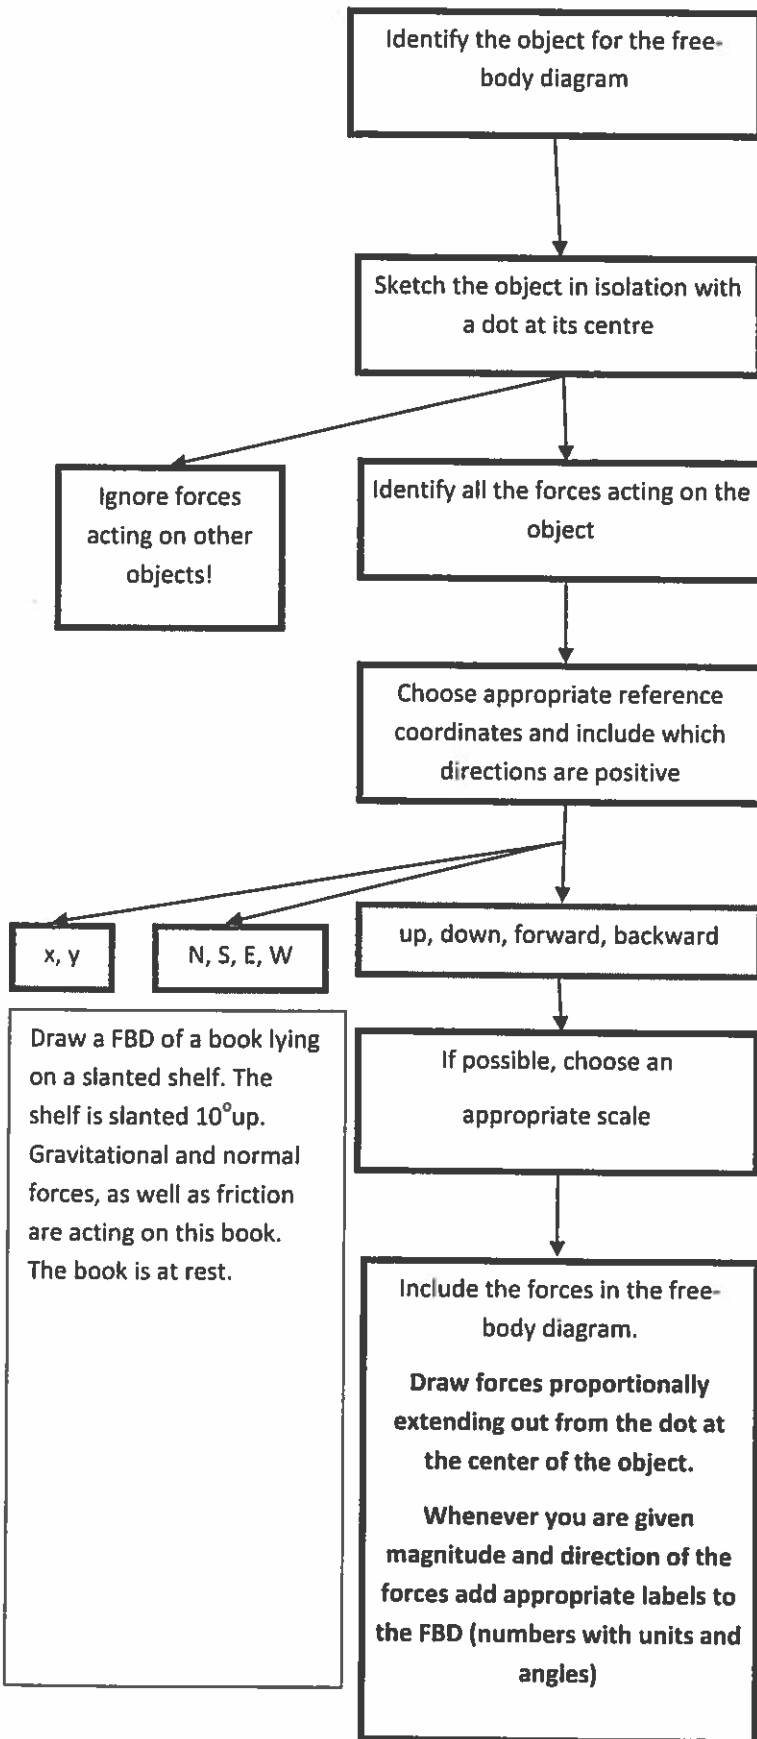 Identify the object for the free-
body diagram
Sketch the object in isolation with
a dot at its centre
Ignore forces
acting on other
objects!
Identify all the forces acting on the
object
Choose appropriate reference
coordinates and include which
directions are positive
x, y
N, S, E, W
up, down, forward, backward
Draw a FBD of a book lying
on a slanted shelf. The
shelf is slanted 10°up.
Gravitational and normal
forces, as well as friction
are acting on this book.
The book is at rest.
If possible, choose an
appropriate scale
Include the forces in the free-
body diagram.
Draw forces proportionally
extending out from the dot at
the center of the object.
Whenever you are given
magnitude and direction of the
forces add appropriate labels to
the FBD (numbers with units and
angles)